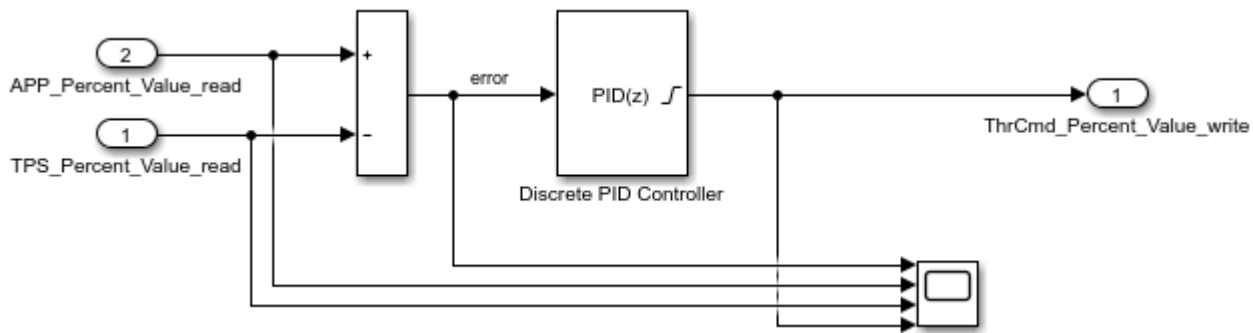 2
+
1
APP_Percent_Value_read
error
PID(z)
1
−
ThrCmd_Percent_Value_write
TPS_Percent_Value_read
Discrete PID Controller